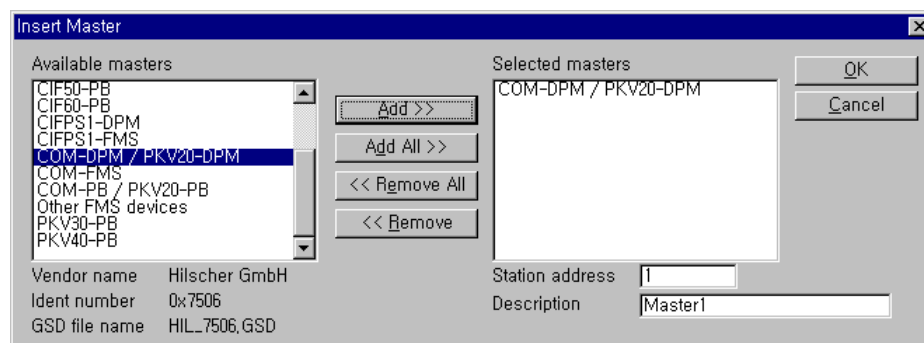 Insert Master
Available masters
CIF50-PB
CIF60-PB
CIFPS1-DPM
CIFPS1-FMS
COM-DPM / PKV20-DPM
COM-FMS
COM-PB / PKV20-PB
Other FMS devices
PKV30-PB
PKV40-PB
Add >>
Add All >>
<< Remove All
<< Remove
Selected masters
COM-DPM / PKV20-DPM
OK
Cancel
Vendor name Hilscher GmbH
Ident number 0x7506
GSD file name HIL_7506,GSD
Station address 1
Description Master1